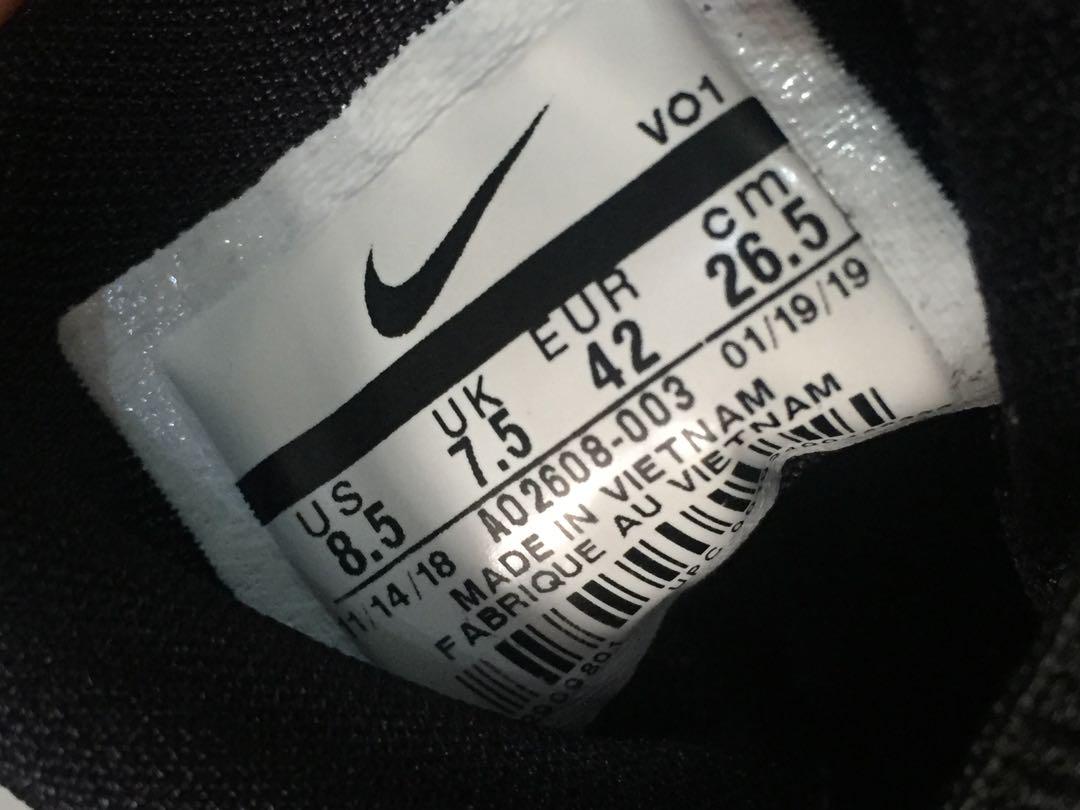 VO1
US UK EUR cm
8.5 7.5 42 26.5
11/14/18 AO2608-003 01/19/19
MADE IN VIETNAM
FABRIQUE AU VIETNAM
UPC